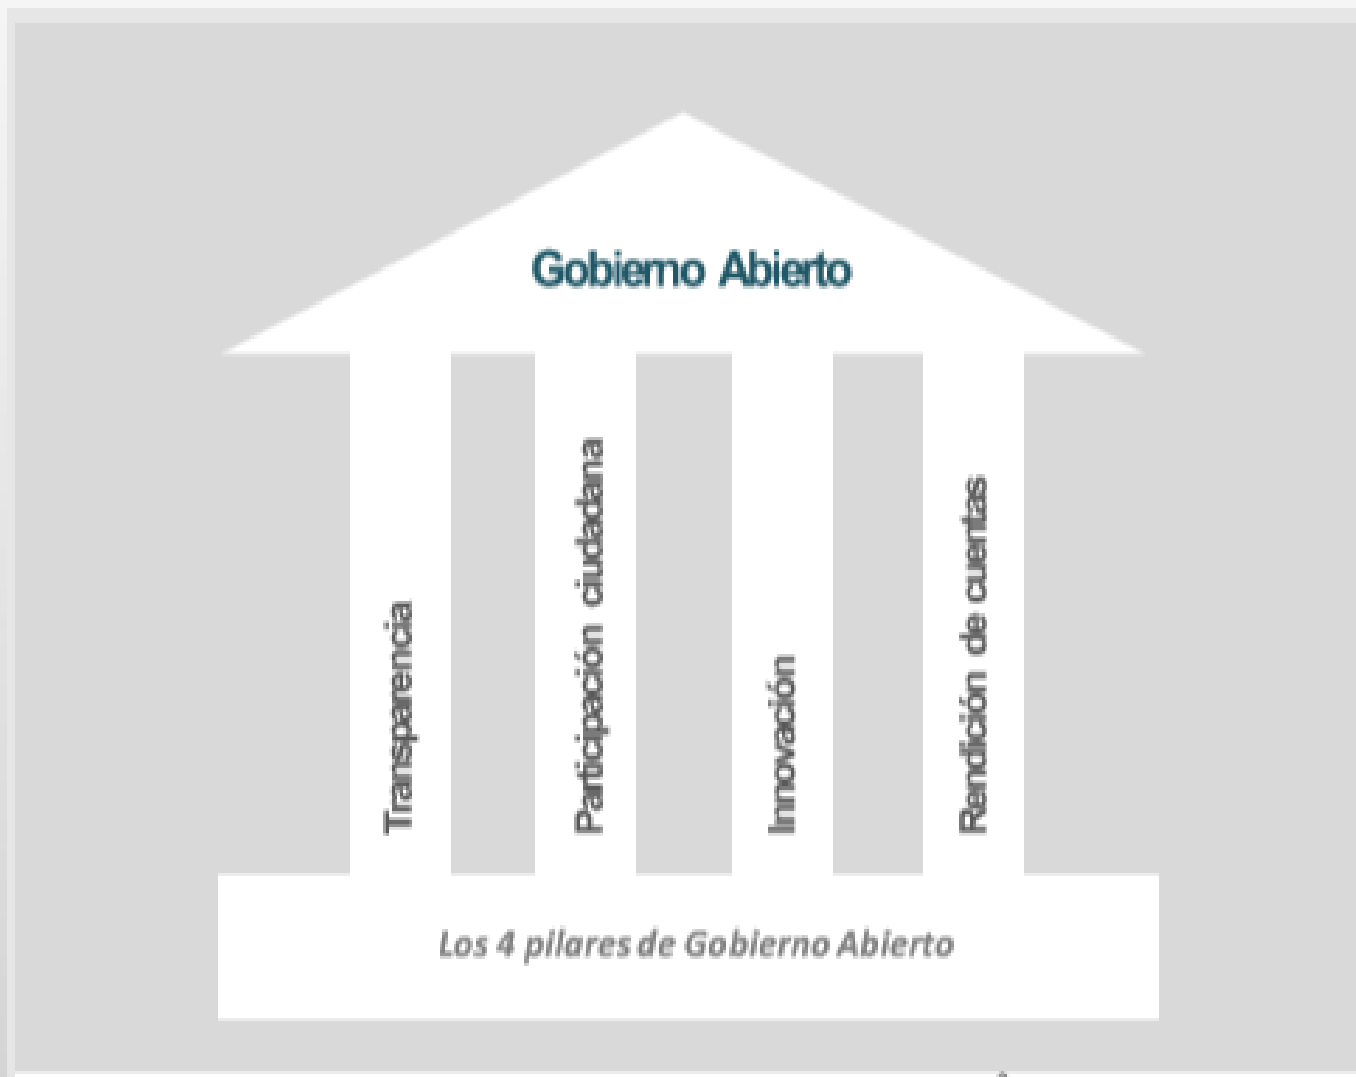 Gobierno Abierto
Transparencia
Participación ciudadana
Innovación
Rendición de cuentas
Los 4 pilares de Gobierno Abierto